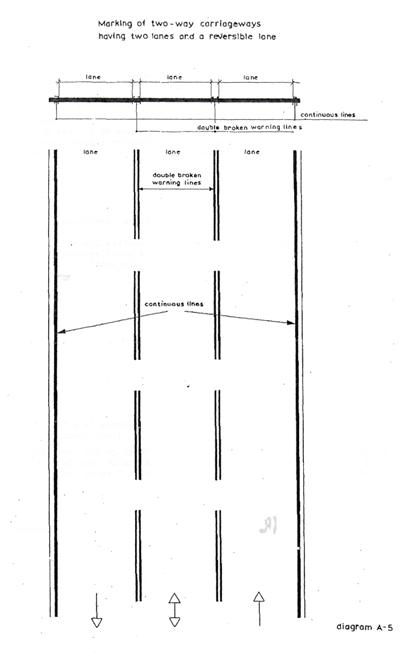 Marking of two-way carriageways
having two lanes and a reversible lane
lane lane lane
continuous lines
double broken warning lines
lane lane lane
double broken
warning lines
continuous lines
diagram A-5